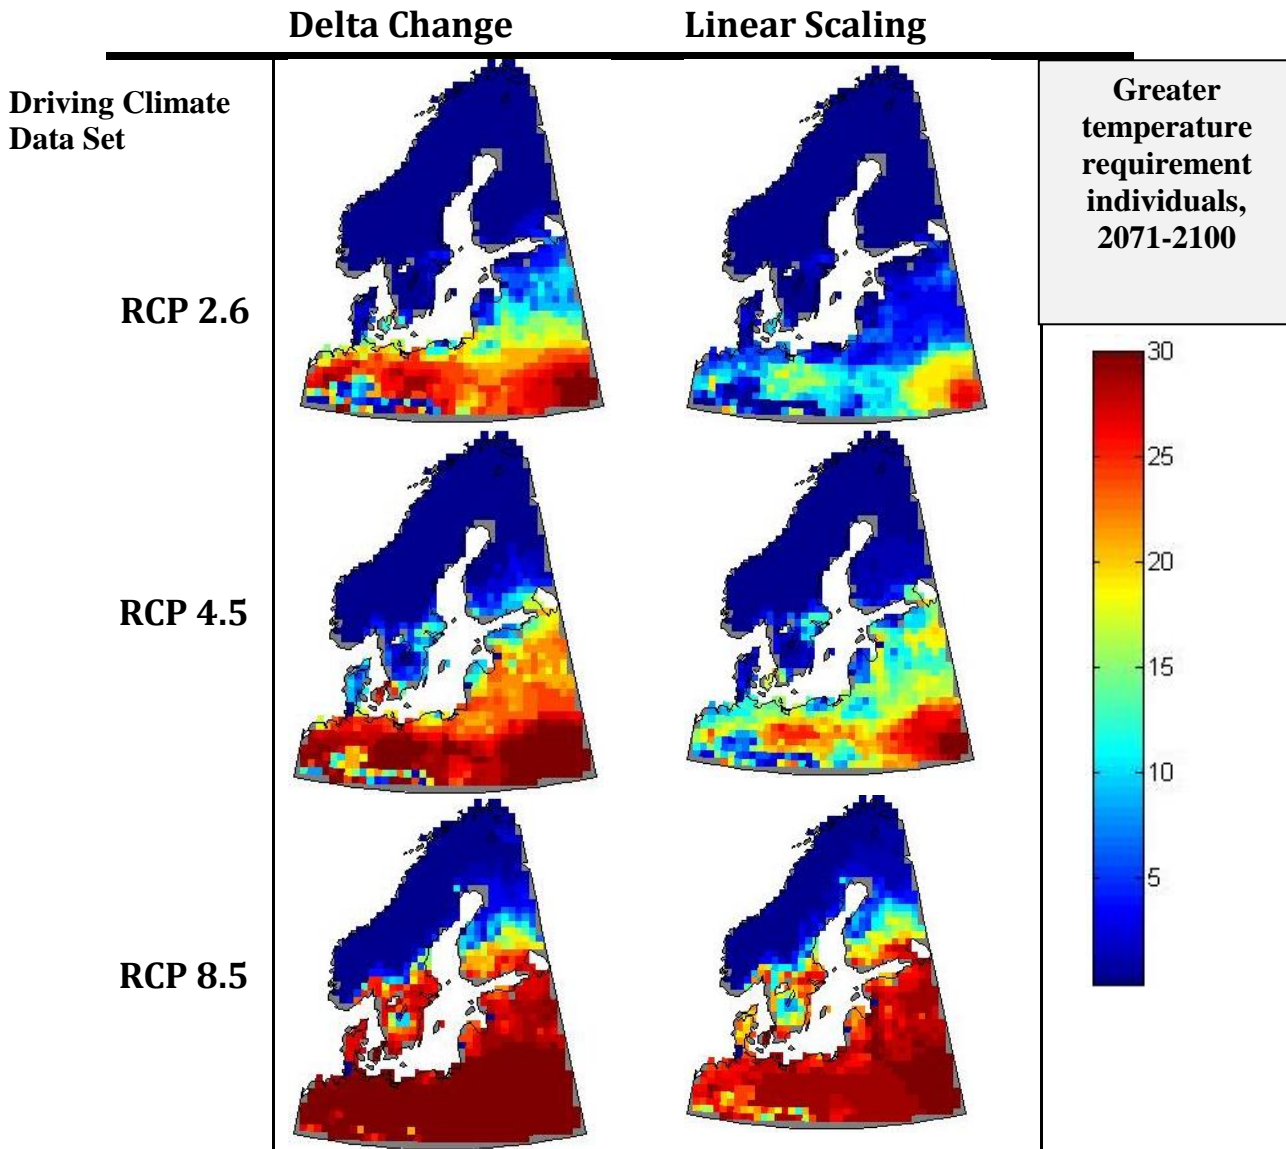 Delta Change
Linear Scaling
Driving Climate
Data Set
Greater
temperature
requirement
individuals,
2071-2100
RCP 2.6
RCP 4.5
RCP 8.5
30
25
20
15
10
5